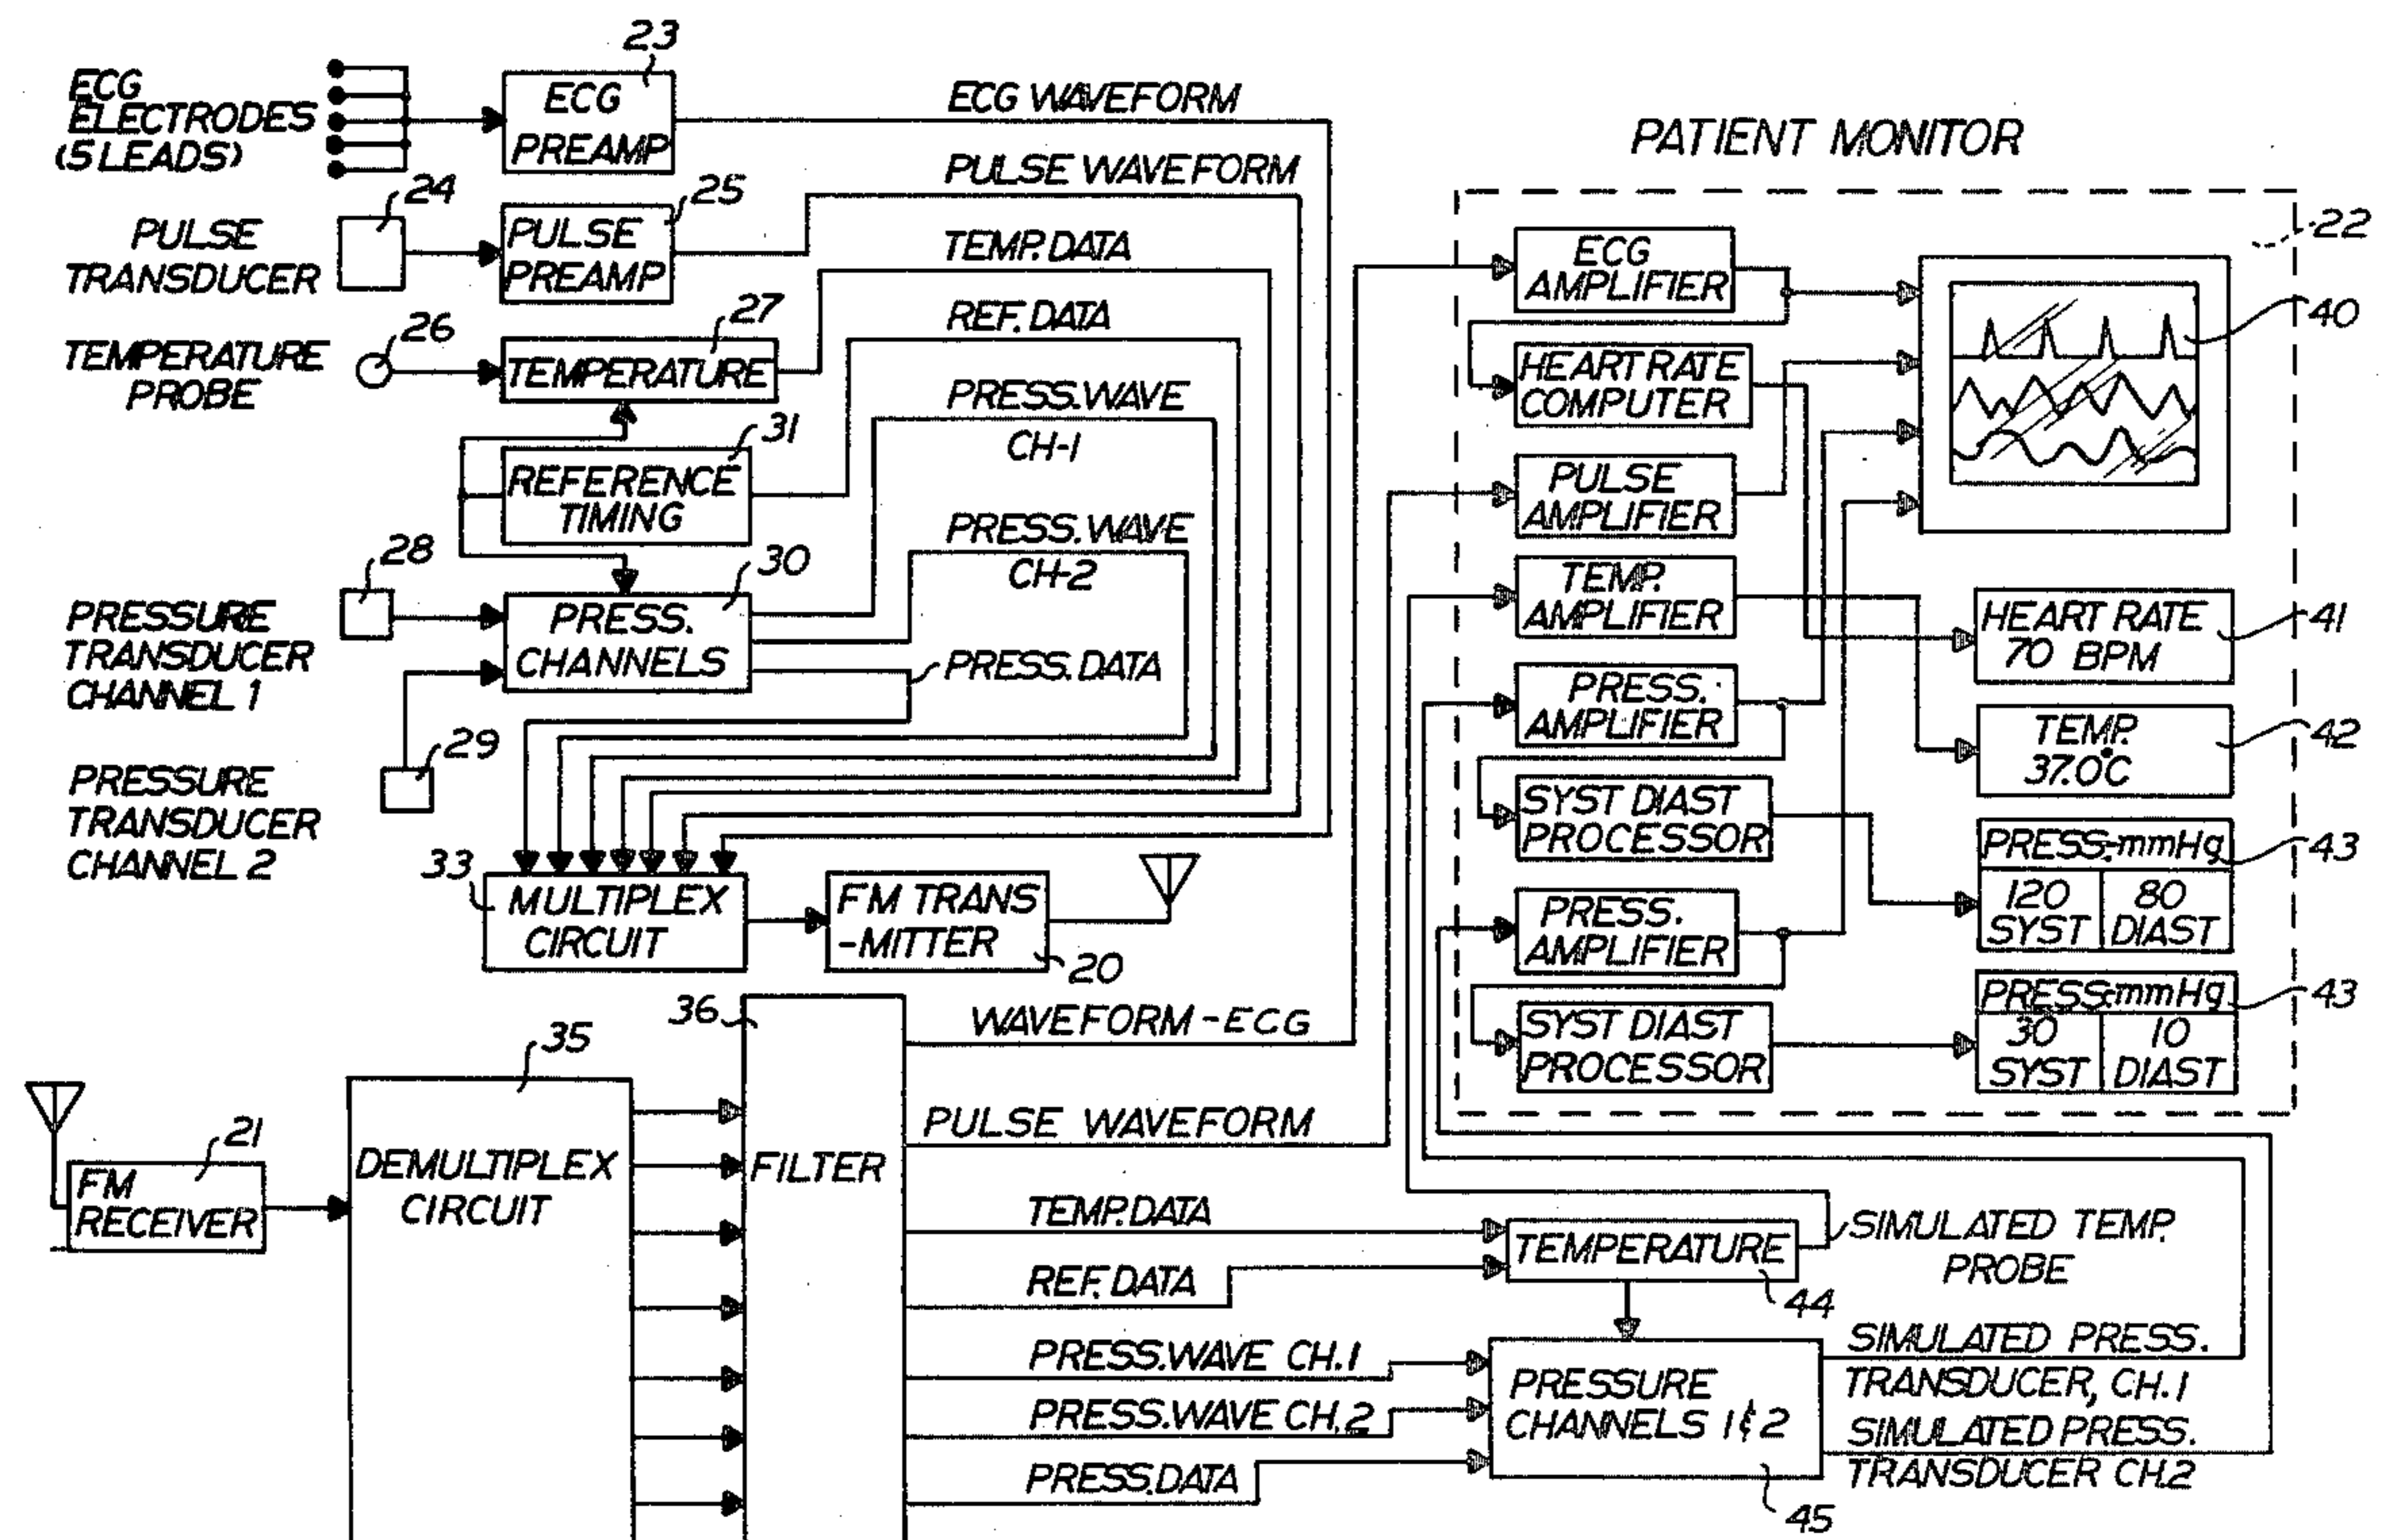 23
ECG
ELECTRODES
(5 LEADS)
ECG
PREAMP
ECG WAVEFORM
24
PULSE
TRANSDUCER
25
PULSE
PREAMP
PULSE WAVEFORM
26
TEMPERATURE
PROBE
27
TEMPERATURE
TEMP. DATA
REF. DATA
31
REFERENCE
TIMING
PRESS. WAVE
CH-1
PRESS. WAVE
CH-2
28
PRESSURE
TRANSDUCER
CHANNEL 1
30
PRESS.
CHANNELS
PRESS. DATA
29
PRESSURE
TRANSDUCER
CHANNEL 2
33
MULTIPLEX
CIRCUIT
FM TRANS
-MITTER
20
PATIENT MONITOR
22
ECG
AMPLIFIER
HEART RATE
COMPUTER
PULSE
AMPLIFIER
TEMP.
AMPLIFIER
PRESS.
AMPLIFIER
SYST DIAST
PROCESSOR
PRESS.
AMPLIFIER
SYST DIAST
PROCESSOR
40
HEART RATE
70 BPM
41
TEMP.
37.0°C
42
PRESS.-mmHg
43
120
SYST
80
DIAST
PRESS.-mmHg
43
30
SYST
10
DIAST
21
FM
RECEIVER
35
DEMULTIPLEX
CIRCUIT
36
FILTER
WAVEFORM-ECG
PULSE WAVEFORM
TEMP. DATA
REF. DATA
PRESS. WAVE CH. 1
PRESS. WAVE CH. 2
PRESS. DATA
TEMPERATURE
44
SIMULATED TEMP.
PROBE
PRESSURE
CHANNELS 1 & 2
45
SIMULATED PRESS.
TRANSDUCER, CH. 1
SIMULATED PRESS.
TRANSDUCER CH. 2